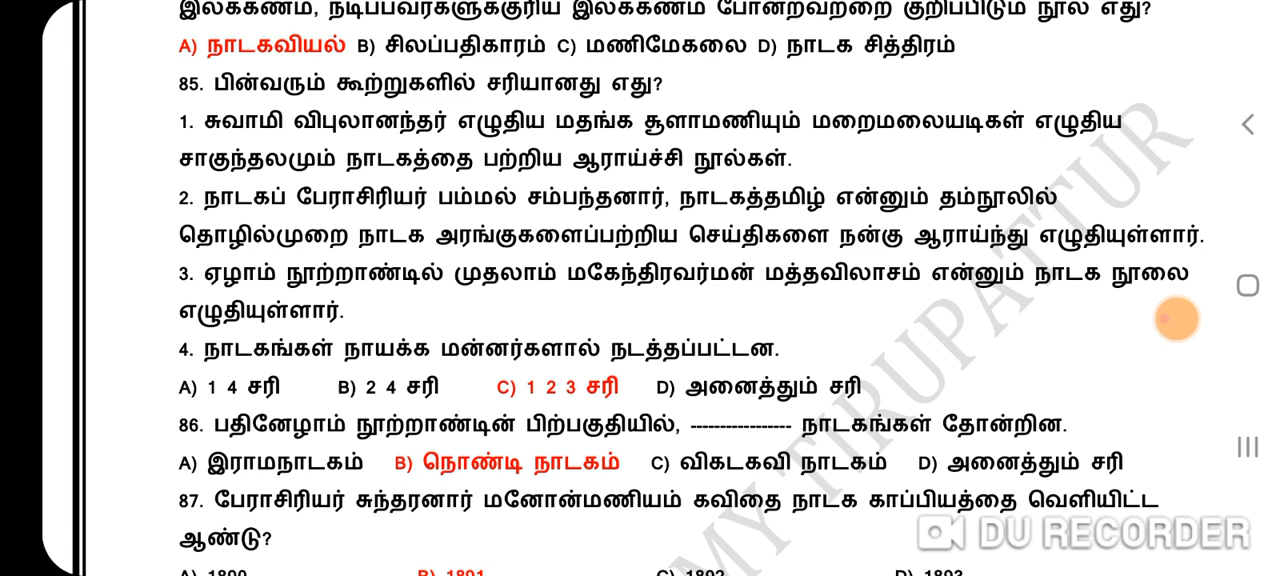 இலக்கணம், நடிப்பவர்களுக்குரிய இலக்கணம் போன்றவற்றை குறிப்பிடும் நூல் எது?
A) நாடகவியல் B) சிலப்பதிகாரம் C) மணிமேகலை D) நாடக சித்திரம்
85. பின்வரும் கூற்றுகளில் சரியானது எது?
1. சுவாமி விபுலானந்தர் எழுதிய மதங்க சூளாமணியும் மறைமலையடிகள் எழுதிய
சாகுந்தலமும் நாடகத்தை பற்றிய ஆராய்ச்சி நூல்கள்.
2. நாடகப் பேராசிரியர் பம்மல் சம்பந்தனார், நாடகத்தமிழ் என்னும் தம்நூலில்
தொழில்முறை நாடக அரங்குகளைப்பற்றிய செய்திகளை நன்கு ஆராய்ந்து எழுதியுள்ளார்.
3. ஏழாம் நூற்றாண்டில் முதலாம் மகேந்திரவர்மன் மத்தவிலாசம் என்னும் நாடக நூலை
எழுதியுள்ளார்.
4. நாடகங்கள் நாயக்க மன்னர்களால் நடத்தப்பட்டன.
A) 1 4 சரி B) 2 4 சரி C) 1 2 3 சரி D) அனைத்தும் சரி
86. பதினேழாம் நூற்றாண்டின் பிற்பகுதியில், ----------------- நாடகங்கள் தோன்றின.
A) இராமநாடகம் B) நொண்டி நாடகம் C) விகடகவி நாடகம் D) அனைத்தும் சரி
87. பேராசிரியர் சுந்தரனார் மனோன்மணியம் கவிதை நாடக காப்பியத்தை வெளியிட்ட
ஆண்டு?
A) 1890 B) 1891 C) 1892 D) 1893
MY TIRUPATTUR
DU RECORDER